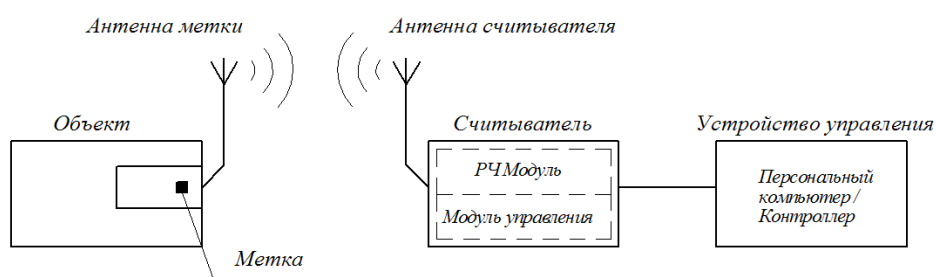 Антенна метки
Антенна считывателя
Объект
Считыватель
Устройство управления
РЧ Модуль
Модуль управления
Персональный
компьютер /
Контроллер
Метка